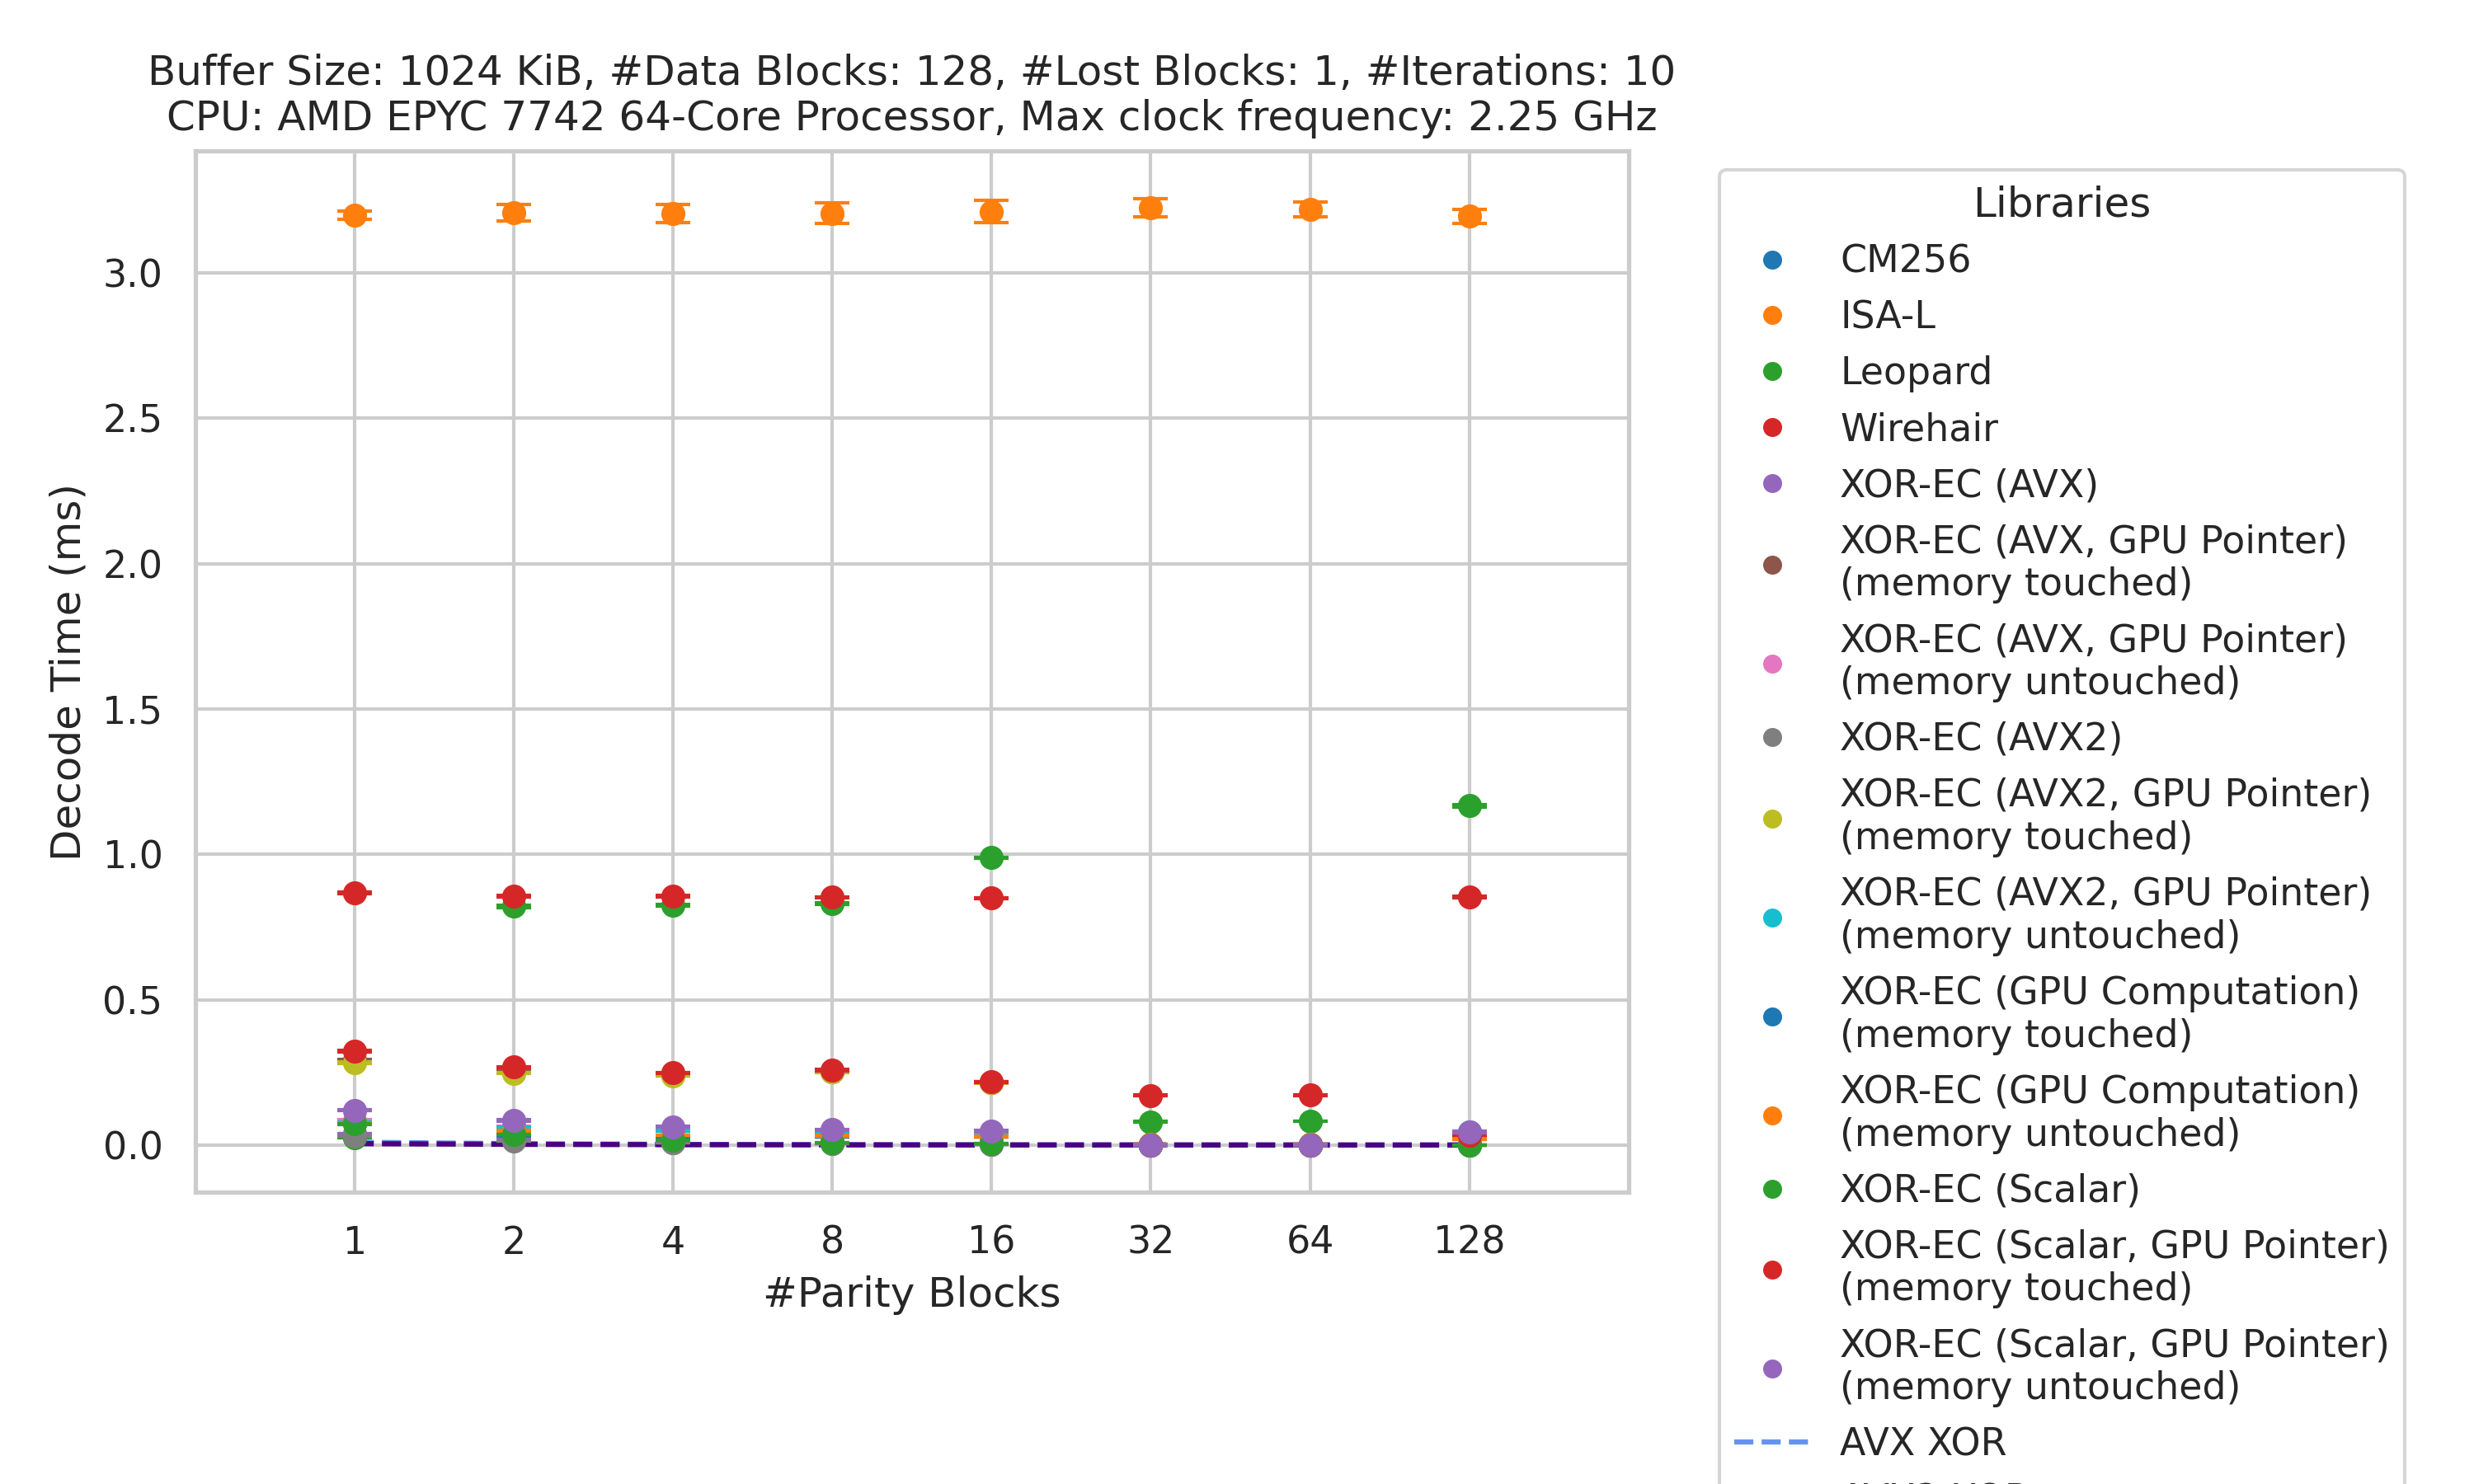 Buffer Size: 1024 KiB, #Data Blocks: 128, #Lost Blocks: 1, #Iterations: 10
CPU: AMD EPYC 7742 64-Core Processor, Max clock frequency: 2.25 GHz
Decode Time (ms)
3.0
2.5
2.0
1.5
1.0
0.5
0.0
1 2 4 8 16 32 64 128
#Parity Blocks
Libraries
CM256
ISA-L
Leopard
Wirehair
XOR-EC (AVX)
XOR-EC (AVX, GPU Pointer)
(memory touched)
XOR-EC (AVX, GPU Pointer)
(memory untouched)
XOR-EC (AVX2)
XOR-EC (AVX2, GPU Pointer)
(memory touched)
XOR-EC (AVX2, GPU Pointer)
(memory untouched)
XOR-EC (GPU Computation)
(memory touched)
XOR-EC (GPU Computation)
(memory untouched)
XOR-EC (Scalar)
XOR-EC (Scalar, GPU Pointer)
(memory touched)
XOR-EC (Scalar, GPU Pointer)
(memory untouched)
AVX XOR